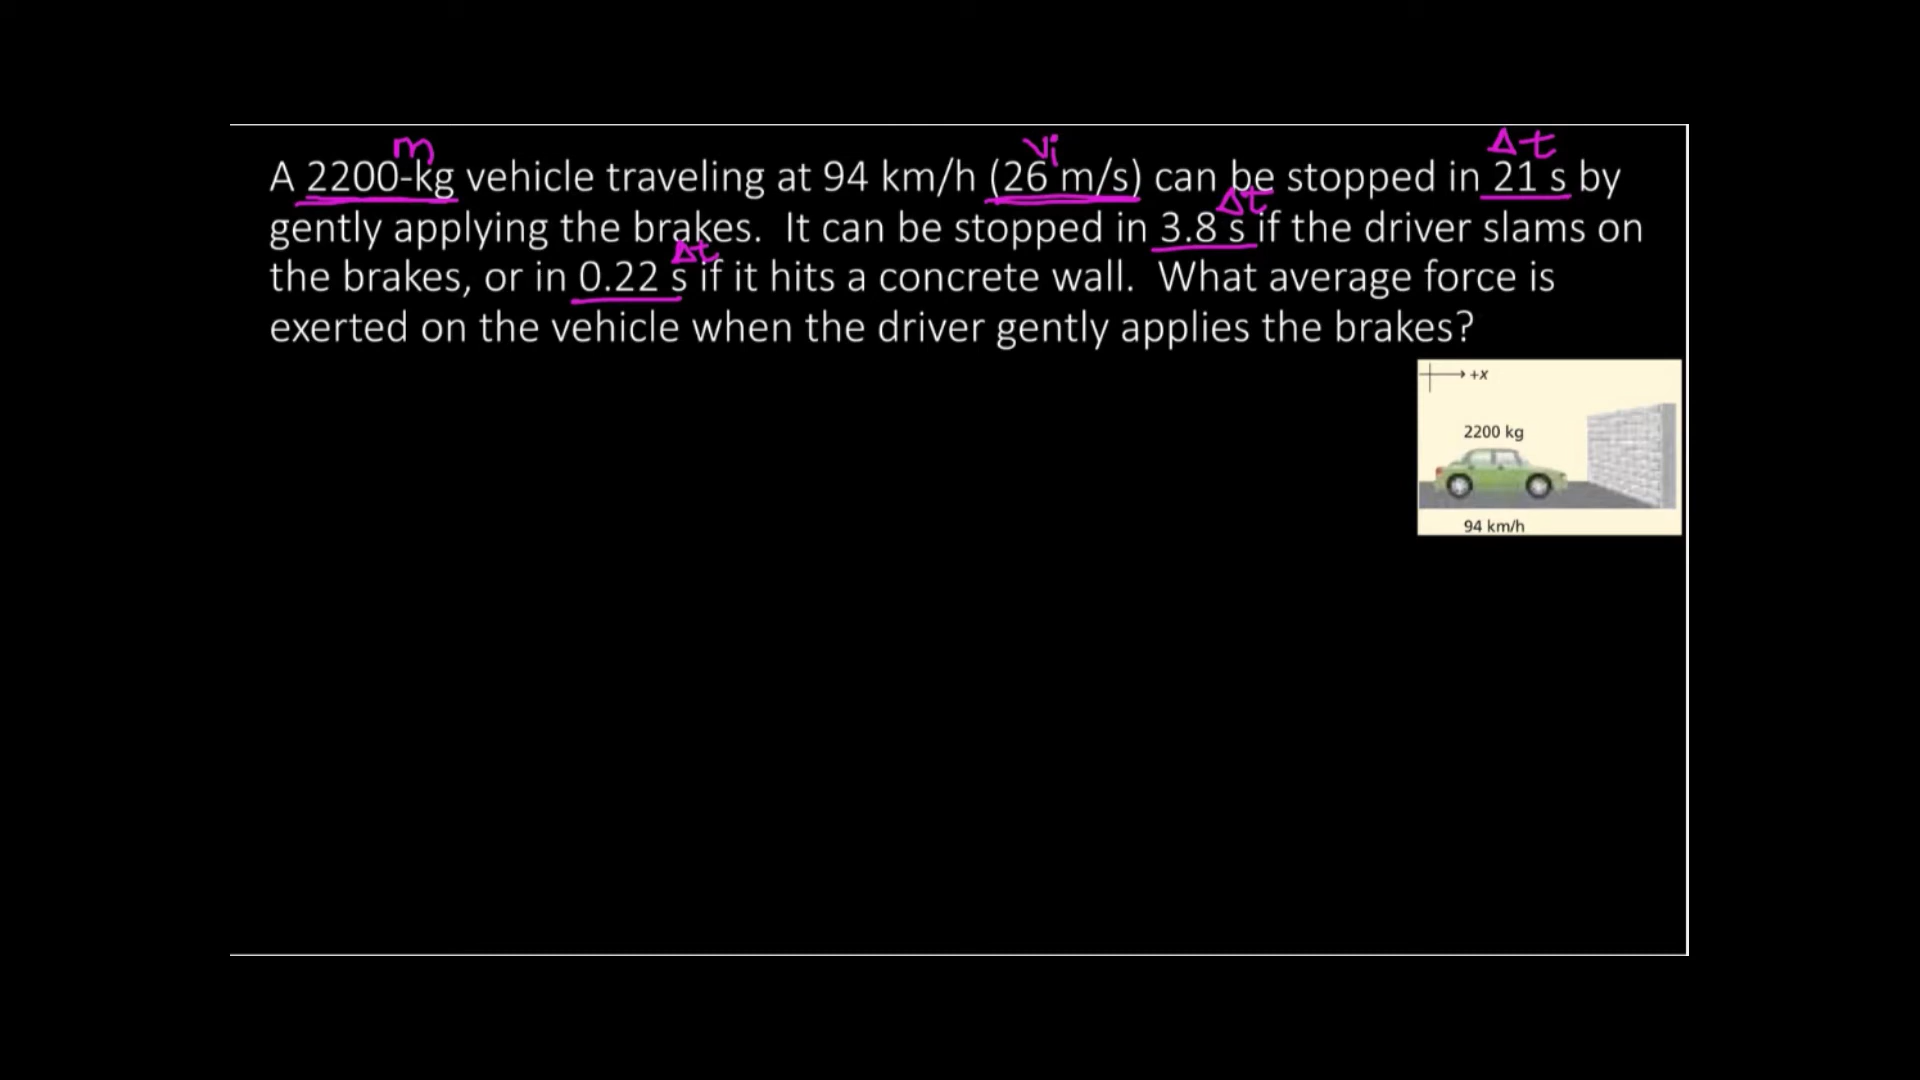 m vi Δt
A 2200-kg vehicle traveling at 94 km/h (26 m/s) can be stopped in 21 s by
Δt
gently applying the brakes. It can be stopped in 3.8 s if the driver slams on
Δt
the brakes, or in 0.22 s if it hits a concrete wall. What average force is
exerted on the vehicle when the driver gently applies the brakes?
+x
2200 kg
94 km/h